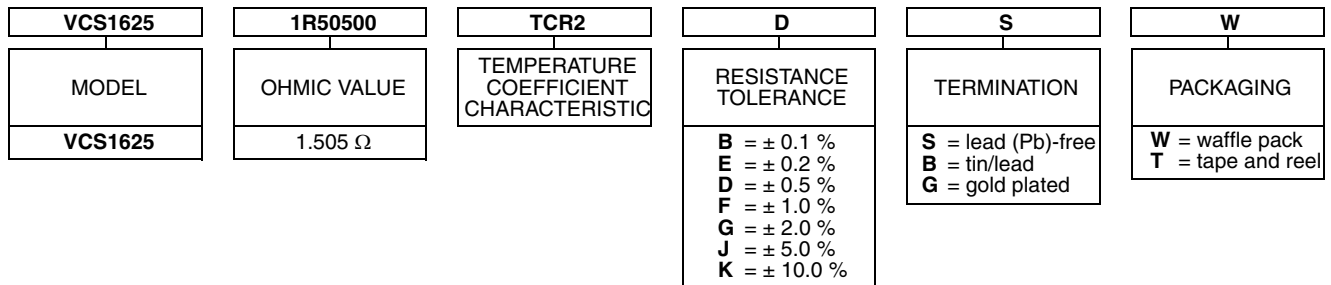 VCS1625 1R50500 TCR2 D S W
MODEL
OHMIC VALUE
TEMPERATURE
COEFFICIENT
CHARACTERISTIC
RESISTANCE
TOLERANCE
TERMINATION
PACKAGING
VCS1625
1.505 Ω
B = ± 0.1 %
E = ± 0.2 %
D = ± 0.5 %
F = ± 1.0 %
G = ± 2.0 %
J = ± 5.0 %
K = ± 10.0 %
S = lead (Pb)-free
B = tin/lead
G = gold plated
W = waffle pack
T = tape and reel